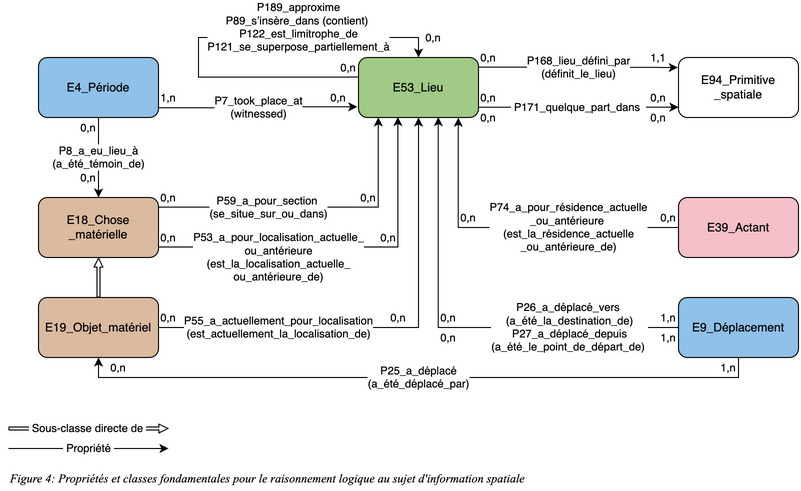 P189_approxime
P89_s'insère_dans (contient)
P122_est_limitrophe_de
P121_se_superpose_partiellement_à
0,n
0,n
E4_Période
1,n
P7_took_place_at
(witnessed)
0,n
E53_Lieu
0,n
P168_lieu_défini_par
(définit_le_lieu)
1,1
0,n
0,n
P171_quelque_part_dans
0,n
0,n
E94_Primitive
_spatiale
0,n
P8_a_eu_lieu_à
(a_été_témoin_de)
0,n
E18_Chose
_matérielle
0,n
P59_a_pour_section
(se_situe_sur_ou_dans)
0,n
0,n
P53_a_pour_localisation_actuelle_
ou_antérieure
(est_la_localisation_actuelle_
ou_antérieure_de)
0,n
0,n
P74_a_pour_résidence_actuelle
_ou_antérieure
(est_la_résidence_actuelle
_ou_antérieure_de)
0,n
E39_Actant
E19_Objet_matériel
0,n
P55_a_actuellement_pour_localisation
(est_actuellement_la_localisation_de)
0,n
0,n
0,n
P26_a_déplacé_vers
(a_été_la_destination_de)
P27_a_déplacé_depuis
(a_été_le_point_de_départ_de)
1,n
1,n
E9_Déplacement
0,n
P25_a_déplacé
(a_été_déplacé_par)
1,n
Sous-classe directe de
Propriété
Figure 4: Propriétés et classes fondamentales pour le raisonnement logique au sujet d'information spatiale